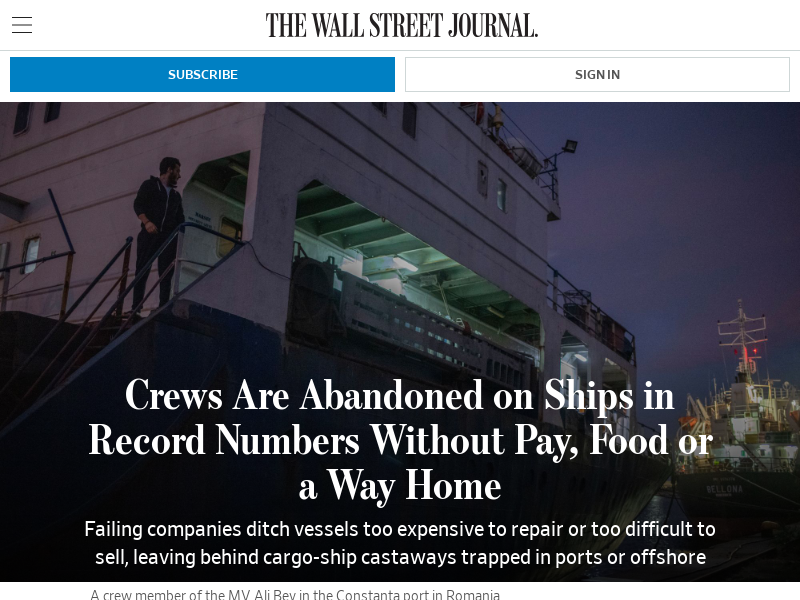 THE WALL STREET JOURNAL.
SUBSCRIBE
SIGN IN
Crews Are Abandoned on Ships in
Record Numbers Without Pay, Food or
a Way Home
Failing companies ditch vessels too expensive to repair or too difficult to
sell, leaving behind cargo-ship castaways trapped in ports or offshore
BELLONA
A crew member of the MV Ali Bey in the Constanta port in Romania